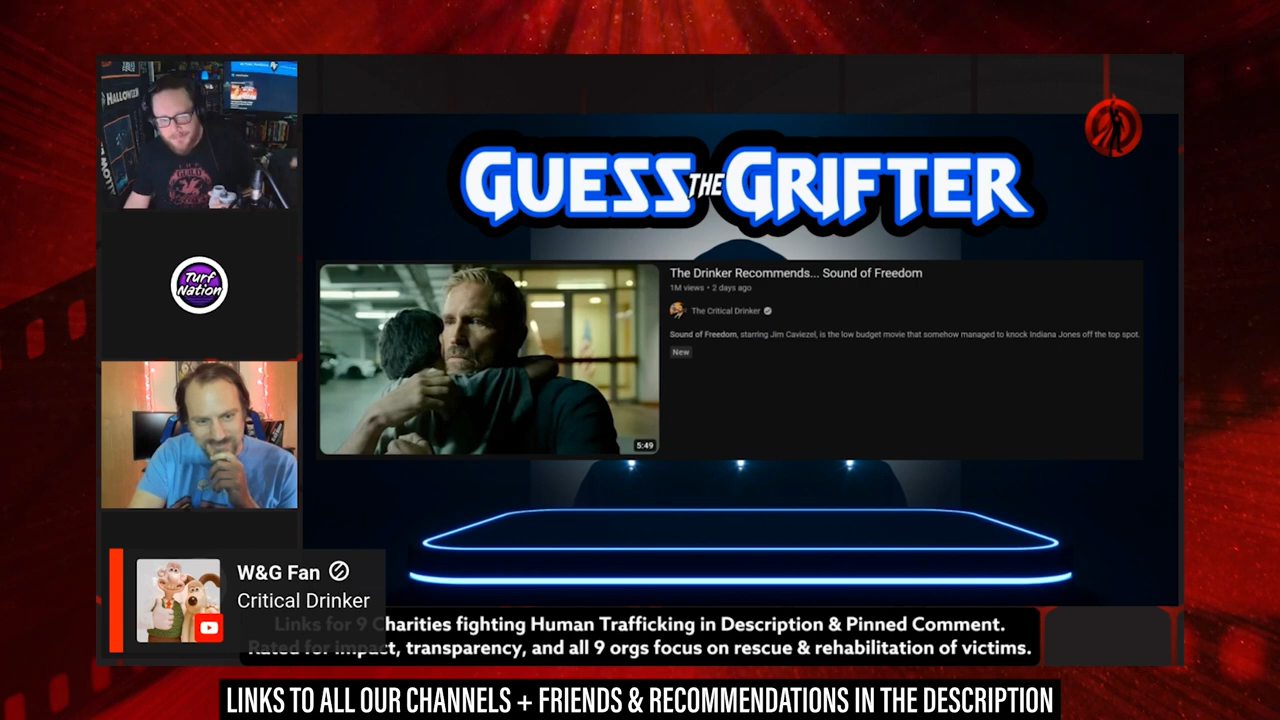 HALLOWEEN
THE
GUILD
Turf
Nation
GUESS THE GRIFTER
The Drinker Recommends... Sound of Freedom
1M views • 2 days ago
The Critical Drinker
Sound of Freedom, starring Jim Caviezel, is the low budget movie that somehow managed to knock Indiana Jones off the top spot.
New
5:49
W&G Fan
Critical Drinker
Links for 9 Charities fighting Human Trafficking in Description & Pinned Comment.
Rated for impact, transparency, and all 9 orgs focus on rescue & rehabilitation of victims.
LINKS TO ALL OUR CHANNELS + FRIENDS & RECOMMENDATIONS IN THE DESCRIPTION